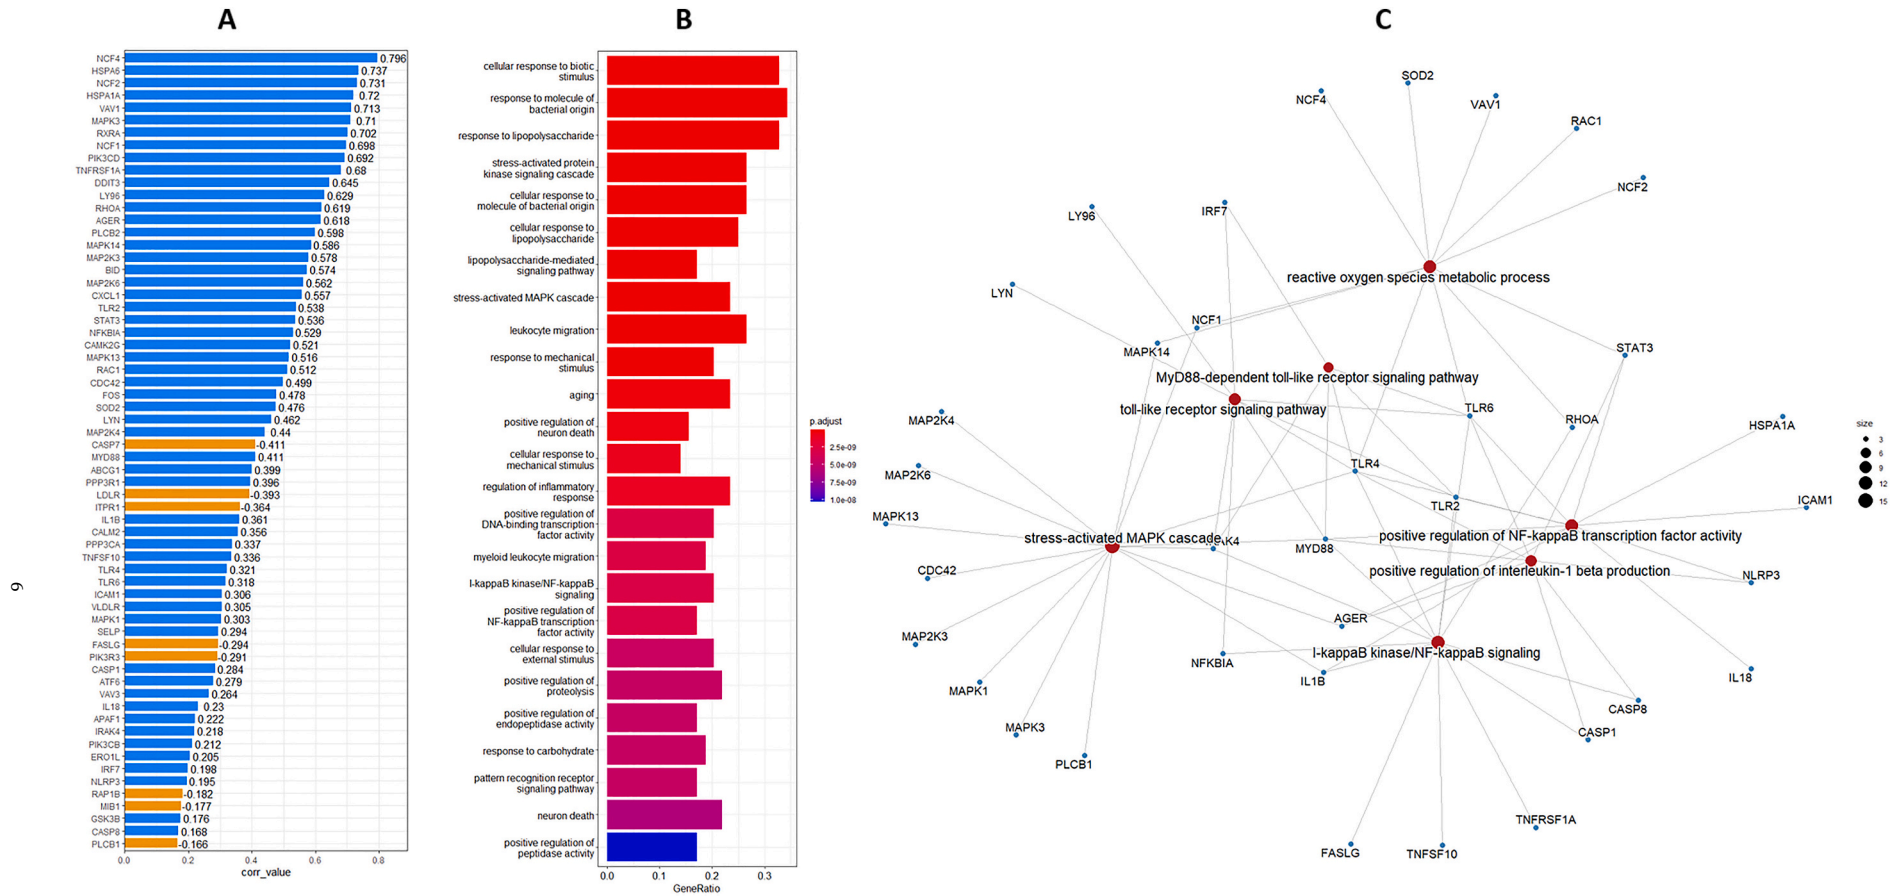 A
B
C
NCF4 0.796
HSPA6 0.737
NCF2 0.731
HSPA1A 0.72
VAV1 0.713
MAPK3 0.71
RXRA 0.702
NCF1 0.698
PIK3CD 0.692
TNFRSF1A 0.68
DDIT3 0.645
LY96 0.629
RHOA 0.619
AGER 0.618
PLCB2 0.598
MAPK14 0.586
MAP2K3 0.578
BID 0.574
MAP2K6 0.562
CXCL1 0.557
TLR2 0.538
STAT3 0.536
NFKBIA 0.529
CAMK2G 0.521
MAPK13 0.516
RAC1 0.512
CDC42 0.499
FOS 0.478
SOD2 0.476
LYN 0.462
MAP2K4 0.44
CASP7 -0.411
MYD88 0.411
ABCG1 0.399
PPP3R1 0.396
LDLR -0.393
ITPR1 -0.364
IL1B 0.361
CALM2 0.356
PPP3CA 0.337
TNFSF10 0.336
TLR4 0.321
TLR6 0.318
ICAM1 0.306
VLDLR 0.305
MAPK1 0.303
SELP 0.294
FASLG -0.294
PIK3R3 -0.291
CASP1 0.284
ATF6 0.279
VAV3 0.264
IL18 0.23
APAF1 0.222
IRAK4 0.218
PIK3CB 0.212
ERO1L 0.205
IRF7 0.198
NLRP3 0.195
RAP1B -0.182
MIB1 -0.177
GSK3B 0.176
CASP8 0.168
PLCB1 -0.166
0.0 0.2 0.4 0.6 0.8
corr_value
9
cellular response to biotic
stimulus
response to molecule of
bacterial origin
response to lipopolysaccharide
stress-activated protein
kinase signaling cascade
cellular response to
molecule of bacterial origin
cellular response to
lipopolysaccharide
lipopolysaccharide-mediated
signaling pathway
stress-activated MAPK cascade
leukocyte migration
response to mechanical
stimulus
aging
positive regulation of
neuron death
cellular response to
mechanical stimulus
regulation of inflammatory
response
positive regulation of
DNA-binding transcription
factor activity
myeloid leukocyte migration
I-kappaB kinase/NF-kappaB
signaling
positive regulation of
NF-kappaB transcription
factor activity
cellular response to
external stimulus
positive regulation of
proteolysis
positive regulation of
endopeptidase activity
response to carbohydrate
pattern recognition receptor
signaling pathway
neuron death
positive regulation of
peptidase activity
0.0 0.1 0.2 0.3
GeneRatio
p.adjust
2.5e-09
5.0e-09
7.5e-09
1.0e-08
SOD2
NCF4
VAV1
RAC1
NCF2
LY96
IRF7
reactive oxygen species metabolic process
LYN
NCF1
MAPK14
STAT3
MyD88-dependent toll-like receptor signaling pathway
toll-like receptor signaling pathway
TLR6
MAP2K4
RHOA
HSPA1A
TLR4
MAP2K6
TLR2
ICAM1
MAPK13
stress-activated MAPK cascade
MYD88
positive regulation of NF-kappaB transcription factor activity
CDC42
positive regulation of interleukin-1 beta production
NLRP3
AGER
MAP2K3
NFKBIA
I-kappaB kinase/NF-kappaB signaling
IL1B
IL18
MAPK1
CASP8
MAPK3
CASP1
PLCB1
TNFRSF1A
FASLG
TNFSF10
size
3
6
9
12
15